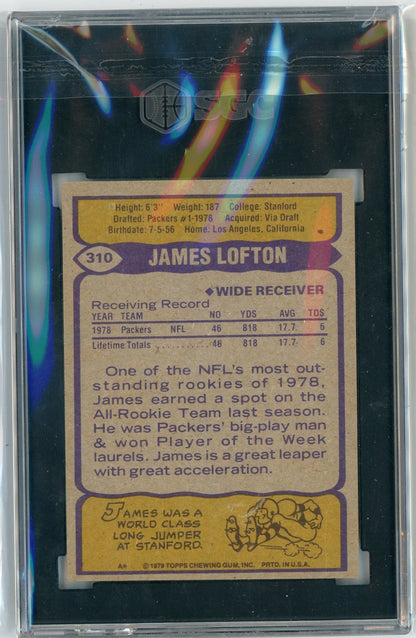 SGC
Height: 6'3" Weight: 187 College: Stanford
Drafted: Packers #1-1978 Acquired: Via Draft
Birthdate: 7-5-56 Home: Los Angeles, California
310 JAMES LOFTON
◆WIDE RECEIVER
Receiving Record
YEAR TEAM NO YDS AVG TDS
1978 Packers NFL 46 818 17.7 6
Lifetime Totals ............ 46 818 17.7 6
One of the NFL's most out-
standing rookies of 1978,
James earned a spot on the
All-Rookie Team last season.
He was Packers' big-play man
& won Player of the Week
laurels. James is a great leaper
with great acceleration.
JAMES WAS A
WORLD CLASS
LONG JUMPER
AT STANFORD.
A* © 1979 TOPPS CHEWING GUM, INC. PRTD. IN U.S.A.